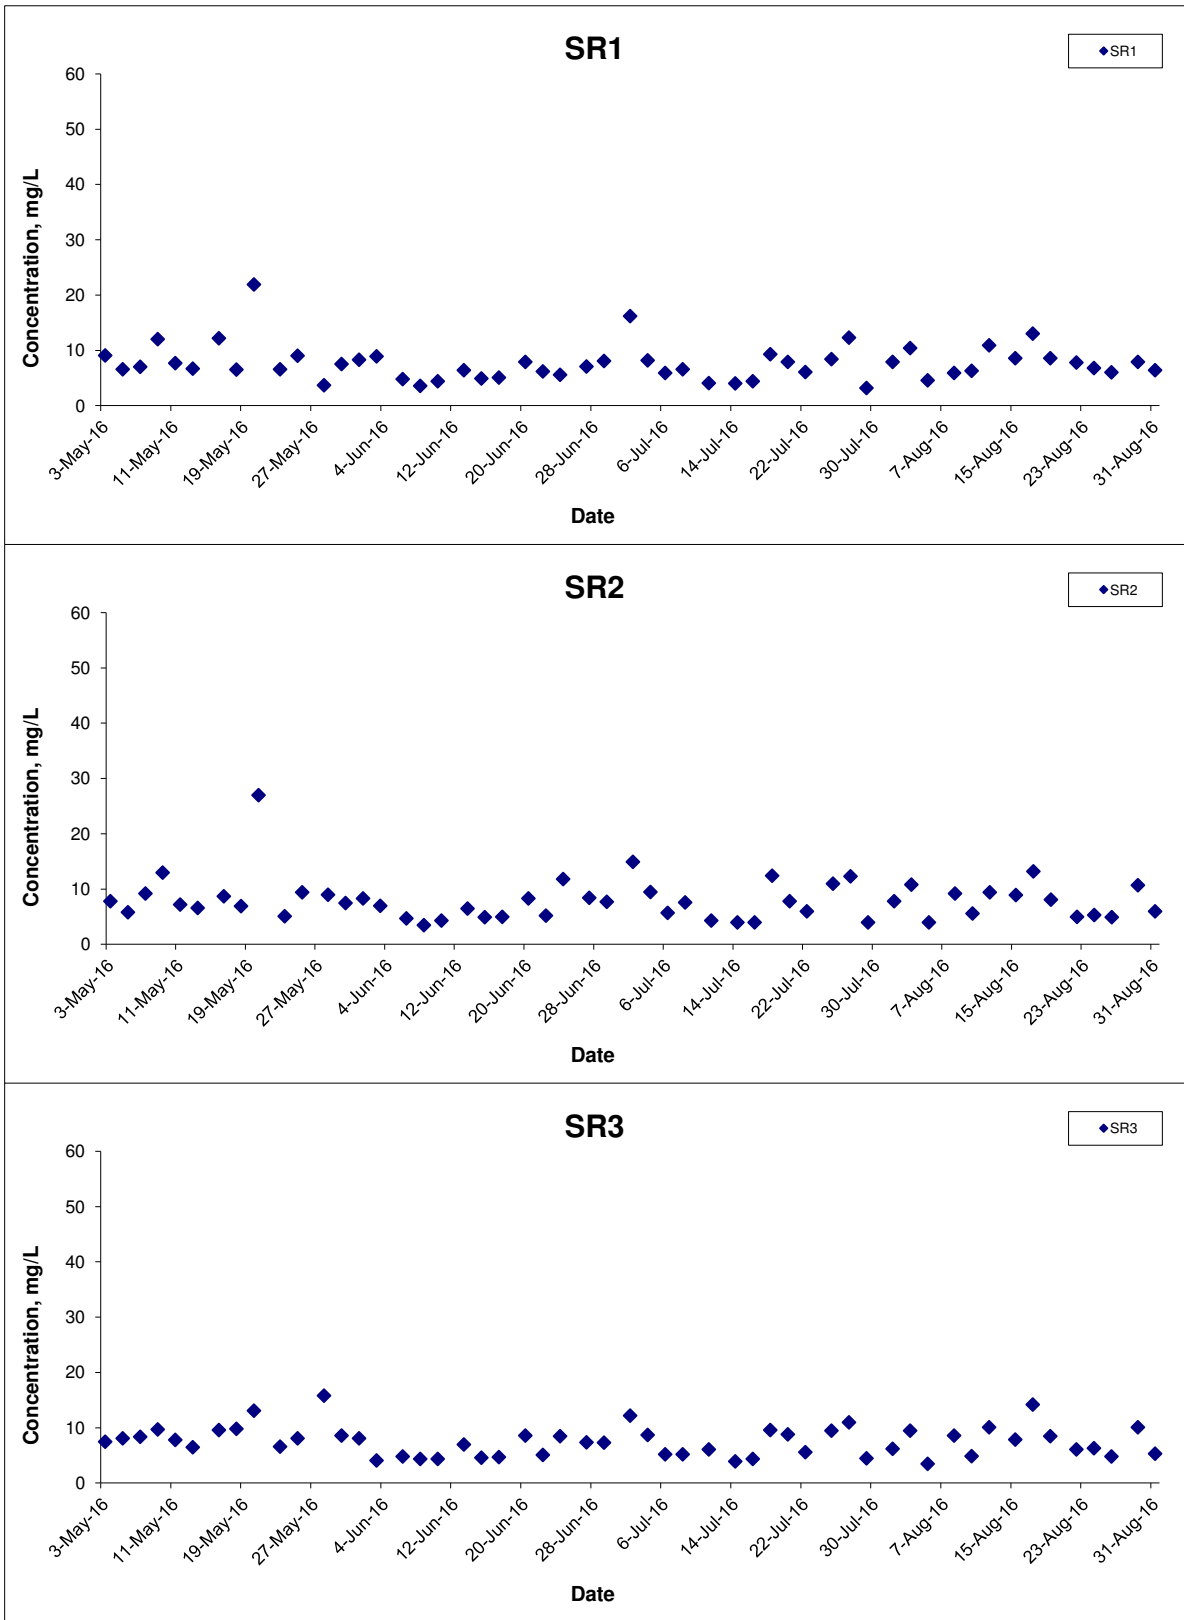 SR1
SR1
60
50
40
30
20
10
0
Concentration, mg/L
3-May-16
11-May-16
19-May-16
27-May-16
4-Jun-16
12-Jun-16
20-Jun-16
28-Jun-16
6-Jul-16
14-Jul-16
22-Jul-16
30-Jul-16
7-Aug-16
15-Aug-16
23-Aug-16
31-Aug-16
Date
SR2
SR2
60
50
40
30
20
10
0
Concentration, mg/L
3-May-16
11-May-16
19-May-16
27-May-16
4-Jun-16
12-Jun-16
20-Jun-16
28-Jun-16
6-Jul-16
14-Jul-16
22-Jul-16
30-Jul-16
7-Aug-16
15-Aug-16
23-Aug-16
31-Aug-16
Date
SR3
SR3
60
50
40
30
20
10
0
Concentration, mg/L
3-May-16
11-May-16
19-May-16
27-May-16
4-Jun-16
12-Jun-16
20-Jun-16
28-Jun-16
6-Jul-16
14-Jul-16
22-Jul-16
30-Jul-16
7-Aug-16
15-Aug-16
23-Aug-16
31-Aug-16
Date